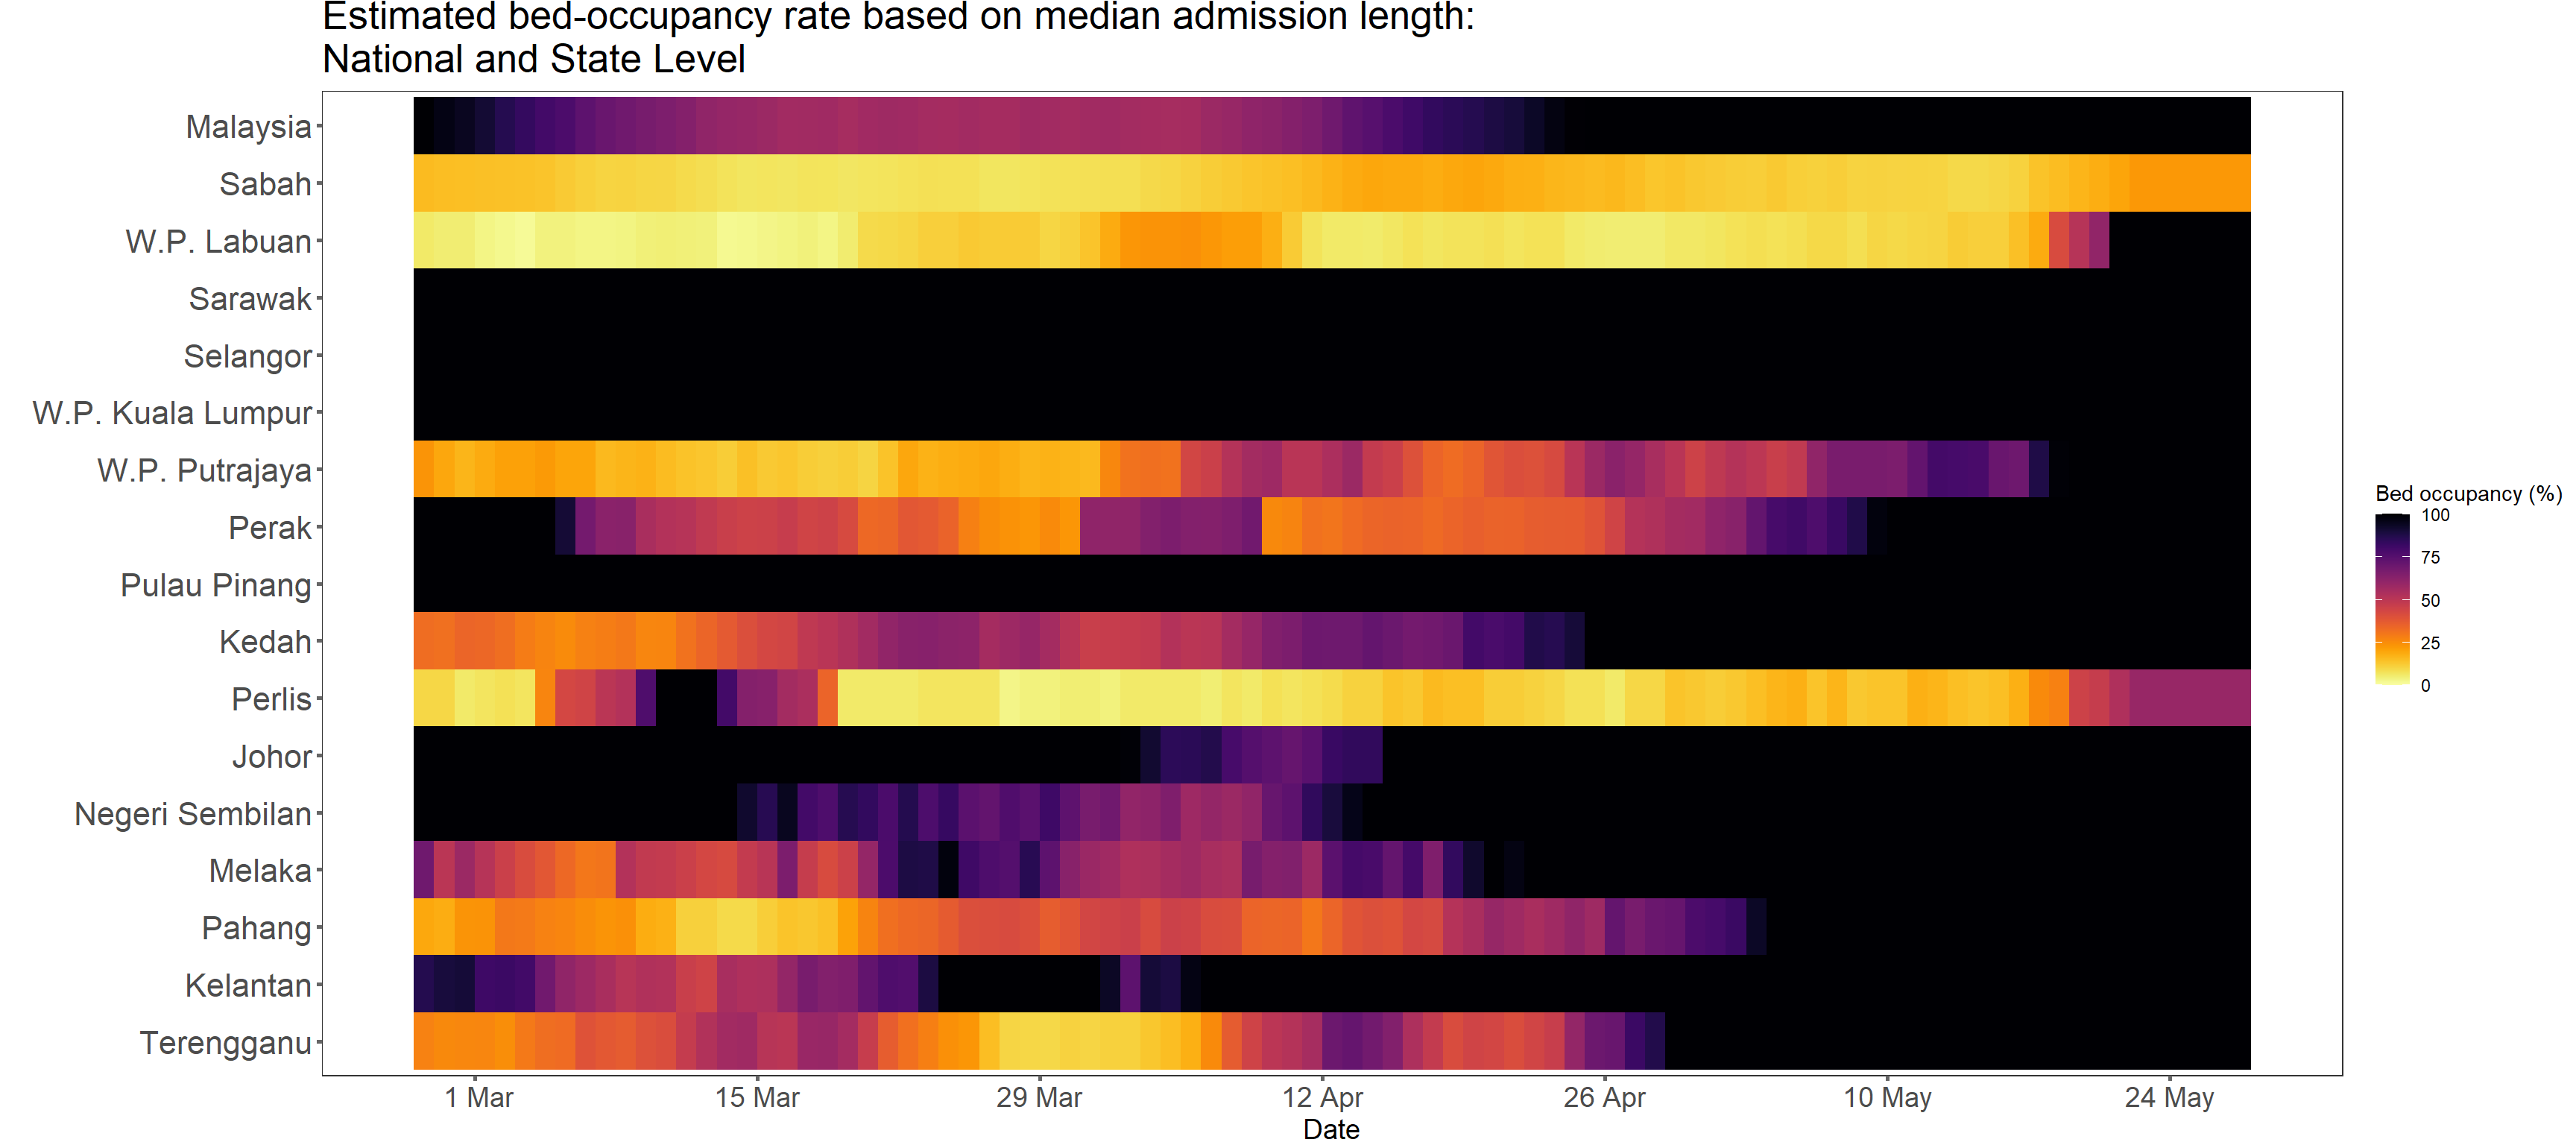 Estimated bed-occupancy rate based on median admission length:
National and State Level
Malaysia
Sabah
W.P. Labuan
Sarawak
Selangor
W.P. Kuala Lumpur
W.P. Putrajaya
Perak
Pulau Pinang
Kedah
Perlis
Johor
Negeri Sembilan
Melaka
Pahang
Kelantan
Terengganu
1 Mar
15 Mar
29 Mar
12 Apr
26 Apr
10 May
24 May
Date
Bed occupancy (%)
100
75
50
25
0